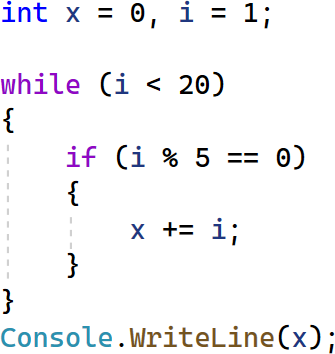 int x = 0, i = 1;
while (i < 20)
{
if (i % 5 == 0)
{
x += i;
}
}
Console.WriteLine(x);